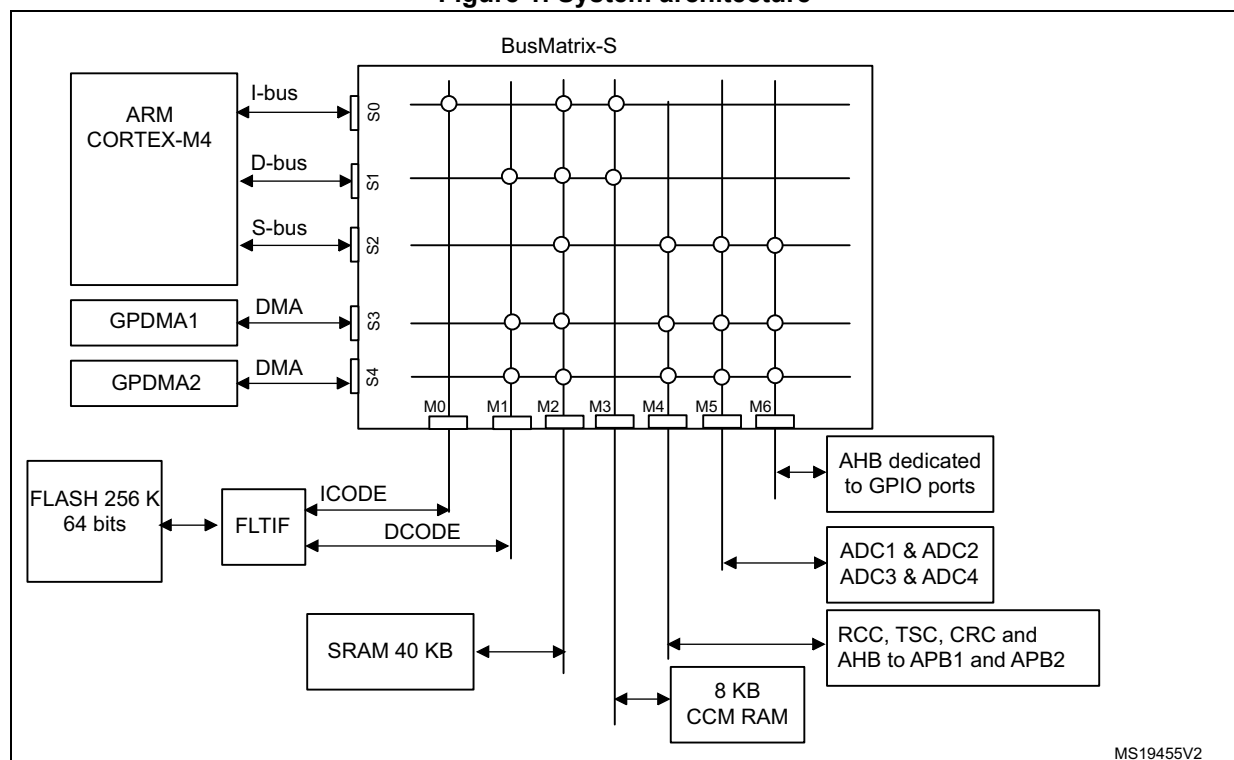 Figure 1. System architecture
BusMatrix-S
ARM
CORTEX-M4
I-bus
S0
D-bus
S1
S-bus
S2
GPDMA1
DMA
S3
GPDMA2
DMA
S4
M0
M1
M2
M3
M4
M5
M6
FLASH 256 K
64 bits
FLTIF
ICODE
DCODE
AHB dedicated
to GPIO ports
ADC1 & ADC2
ADC3 & ADC4
SRAM 40 KB
RCC, TSC, CRC and
AHB to APB1 and APB2
8 KB
CCM RAM
MS19455V2